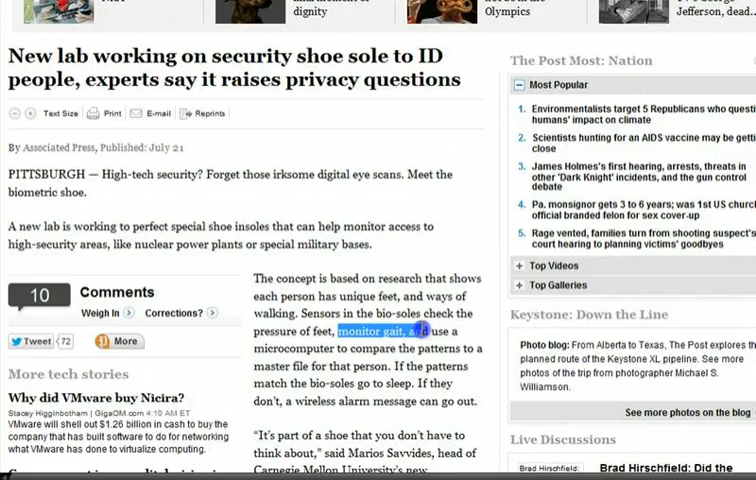 dignity
Olympics
Jefferson, dead...
New lab working on security shoe sole to ID
people, experts say it raises privacy questions
Text Size
Print
E-mail
Reprints
By Associated Press, Published: July 21
PITTSBURGH — High-tech security? Forget those irksome digital eye scans. Meet the
biometric shoe.
A new lab is working to perfect special shoe insoles that can help monitor access to
high-security areas, like nuclear power plants or special military bases.
10
Comments
Weigh In
Corrections?
Tweet
72
More
More tech stories
Why did VMware buy Nicira?
Stacey Higginbotham | GigaOM.com 4:10 AM ET
VMware will shell out $1.26 billion in cash to buy the
company that has built software to do for networking
what VMware has done to virtualize computing.
The concept is based on research that shows
each person has unique feet, and ways of
walking. Sensors in the bio-soles check the
pressure of feet, monitor gait, and use a
microcomputer to compare the patterns to a
master file for that person. If the patterns
match the bio-soles go to sleep. If they
don't, a wireless alarm message can go out.
“It's part of a shoe that you don't have to
think about,” said Marios Savvides, head of
Carnegie Mellon University's new
The Post Most: Nation
Most Popular
1. Environmentalists target 5 Republicans who questi
humans' impact on climate
2. Scientists hunting for an AIDS vaccine may be getti
close
3. James Holmes's first hearing, arrests, threats in
other 'Dark Knight' incidents, and the gun control
debate
4. Pa. monsignor gets 3 to 6 years; was 1st US churc
official branded felon for sex cover-up
5. Rage vented, families turn from shooting suspect's
court hearing to planning victims' goodbyes
+ Top Videos
+ Top Galleries
Keystone: Down the Line
Photo blog: From Alberta to Texas, The Post explores th
planned route of the Keystone XL pipeline. See more
photos of the trip from photographer Michael S.
Williamson.
See more photos on the blog
Live Discussions
Brad Hirschfield:
Brad Hirschfield: Did the